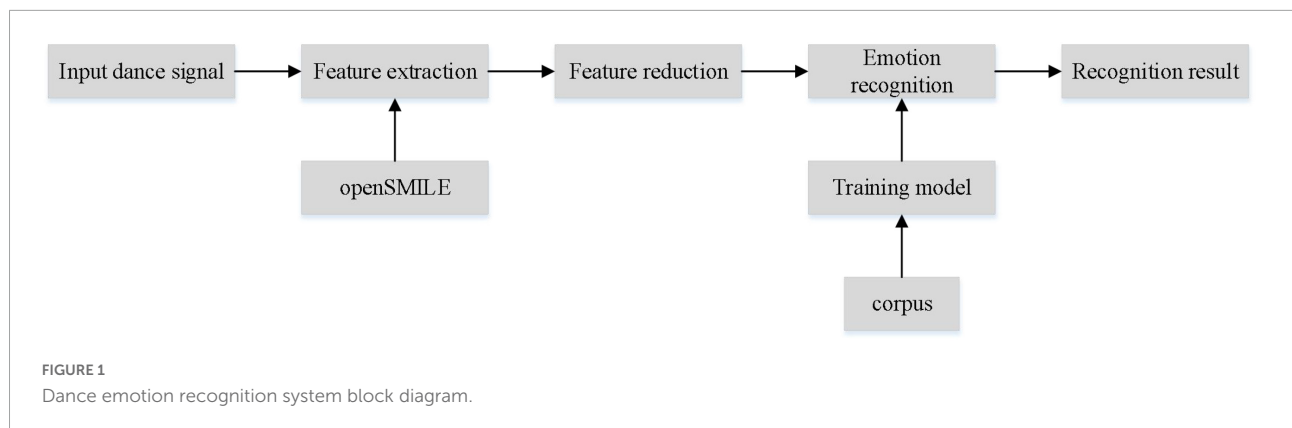 Input dance signal
Feature extraction
Feature reduction
Emotion
recognition
Recognition result
openSMILE
Training model
corpus
FIGURE 1
Dance emotion recognition system block diagram.